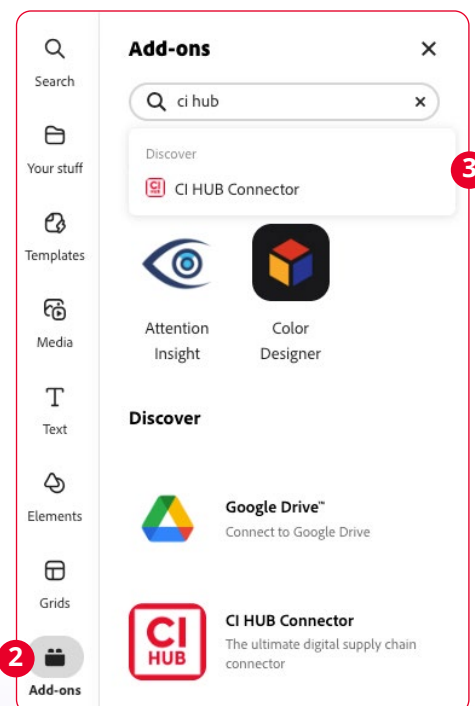 Search
Your stuff
Templates
Media
Text
Elements
Grids
2
Add-ons
Add-ons
ci hub
Discover
CI HUB Connector
3
Attention
Insight
Color
Designer
Discover
Google Drive™
Connect to Google Drive
CI
HUB
CI HUB Connector
The ultimate digital supply chain
connector